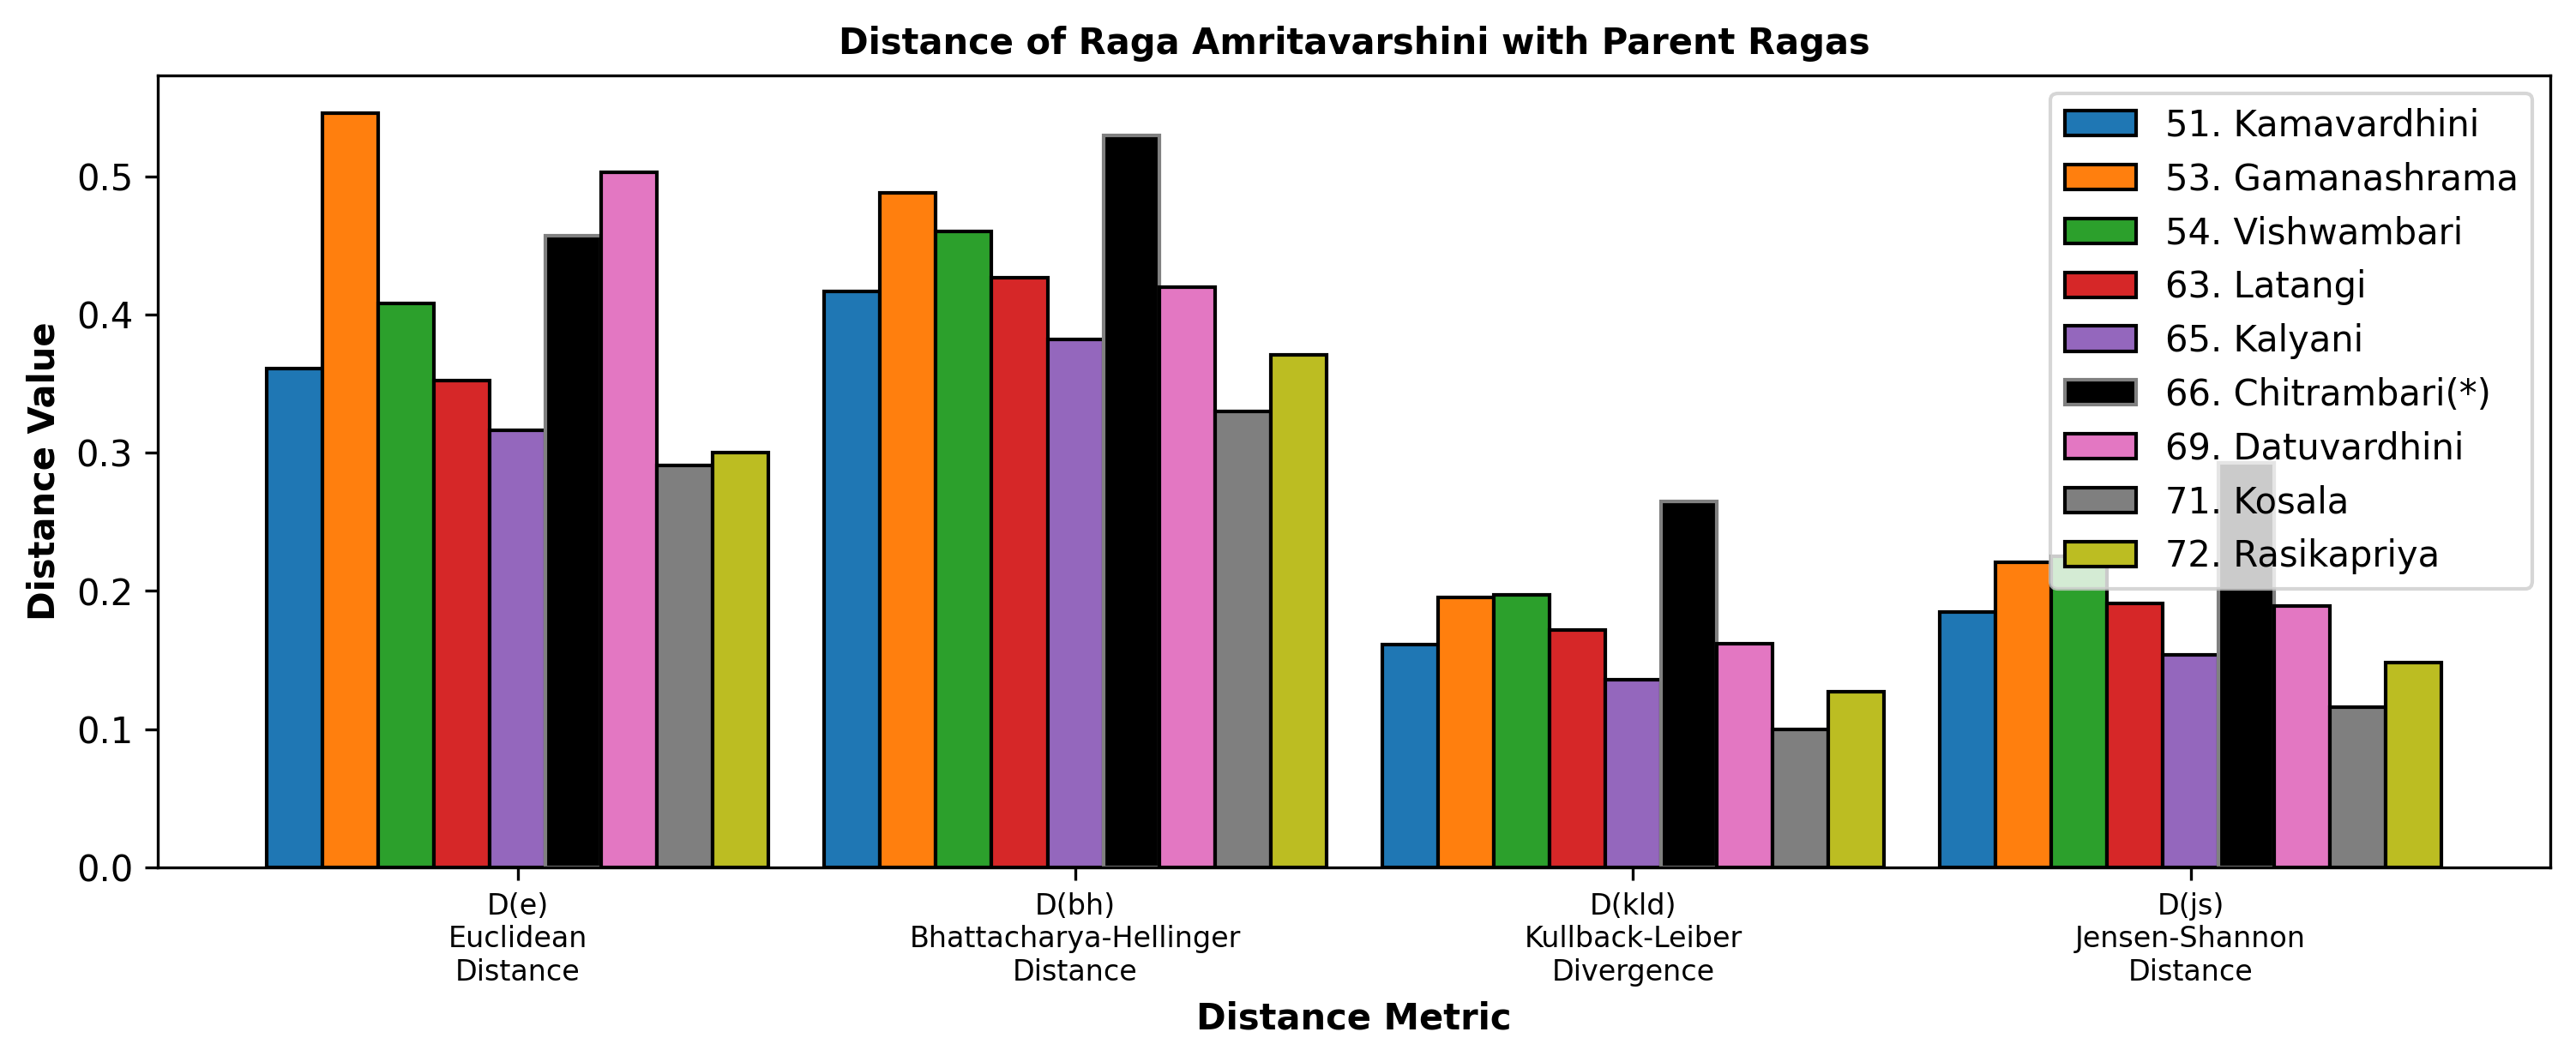 Distance of Raga Amritavarshini with Parent Ragas
Distance Value
0.5
0.4
0.3
0.2
0.1
0.0
51. Kamavardhini
53. Gamanashrama
54. Vishwambari
63. Latangi
65. Kalyani
66. Chitrambari(*)
69. Datuvardhini
71. Kosala
72. Rasikapriya
D(e)
Euclidean
Distance
D(bh)
Bhattacharya-Hellinger
Distance
D(kld)
Kullback-Leiber
Divergence
D(js)
Jensen-Shannon
Distance
Distance Metric